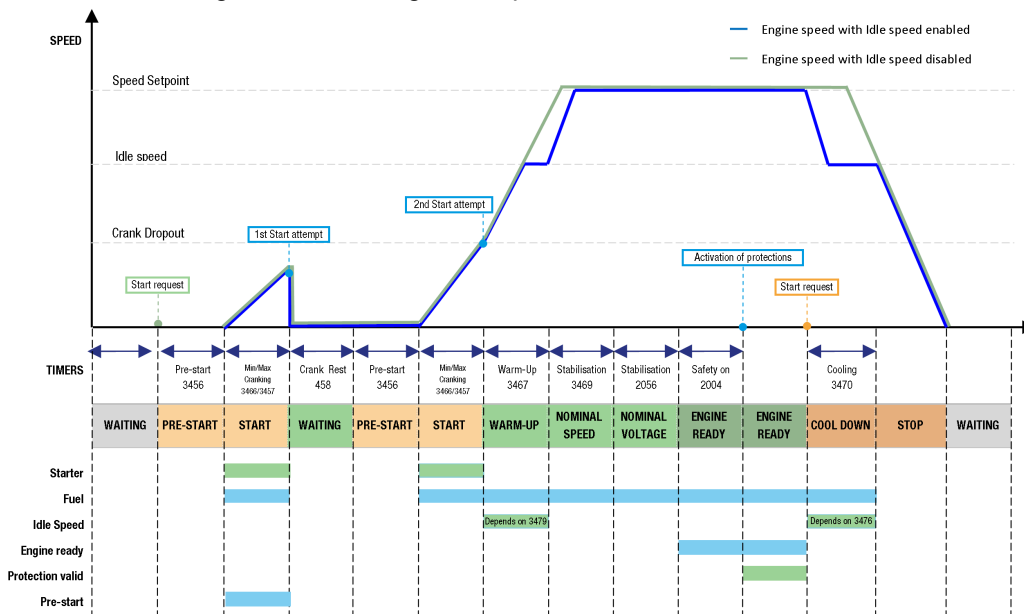 SPEED
Engine speed with Idle speed enabled
Engine speed with Idle speed disabled
Speed Setpoint
Idle speed
Crank Dropout
2nd Start attempt
1st Start attempt
Activation of protections
Start request
Start request
TIMERS
Pre-start
3456
Min/Max
Cranking
3466/3457
Crank Rest
458
Pre-start
3456
Min/Max
Cranking
3466/3457
Warm-Up
3467
Stabilisation
3469
Stabilisation
2056
Safety on
2004
Cooling
3470
WAITING
PRE-START
START
WAITING
PRE-START
START
WARM-UP
NOMINAL
SPEED
NOMINAL
VOLTAGE
ENGINE
READY
ENGINE
READY
COOL DOWN
STOP
WAITING
Starter
Fuel
Idle Speed
Depends on 3479
Depends on 3476
Engine ready
Protection valid
Pre-start